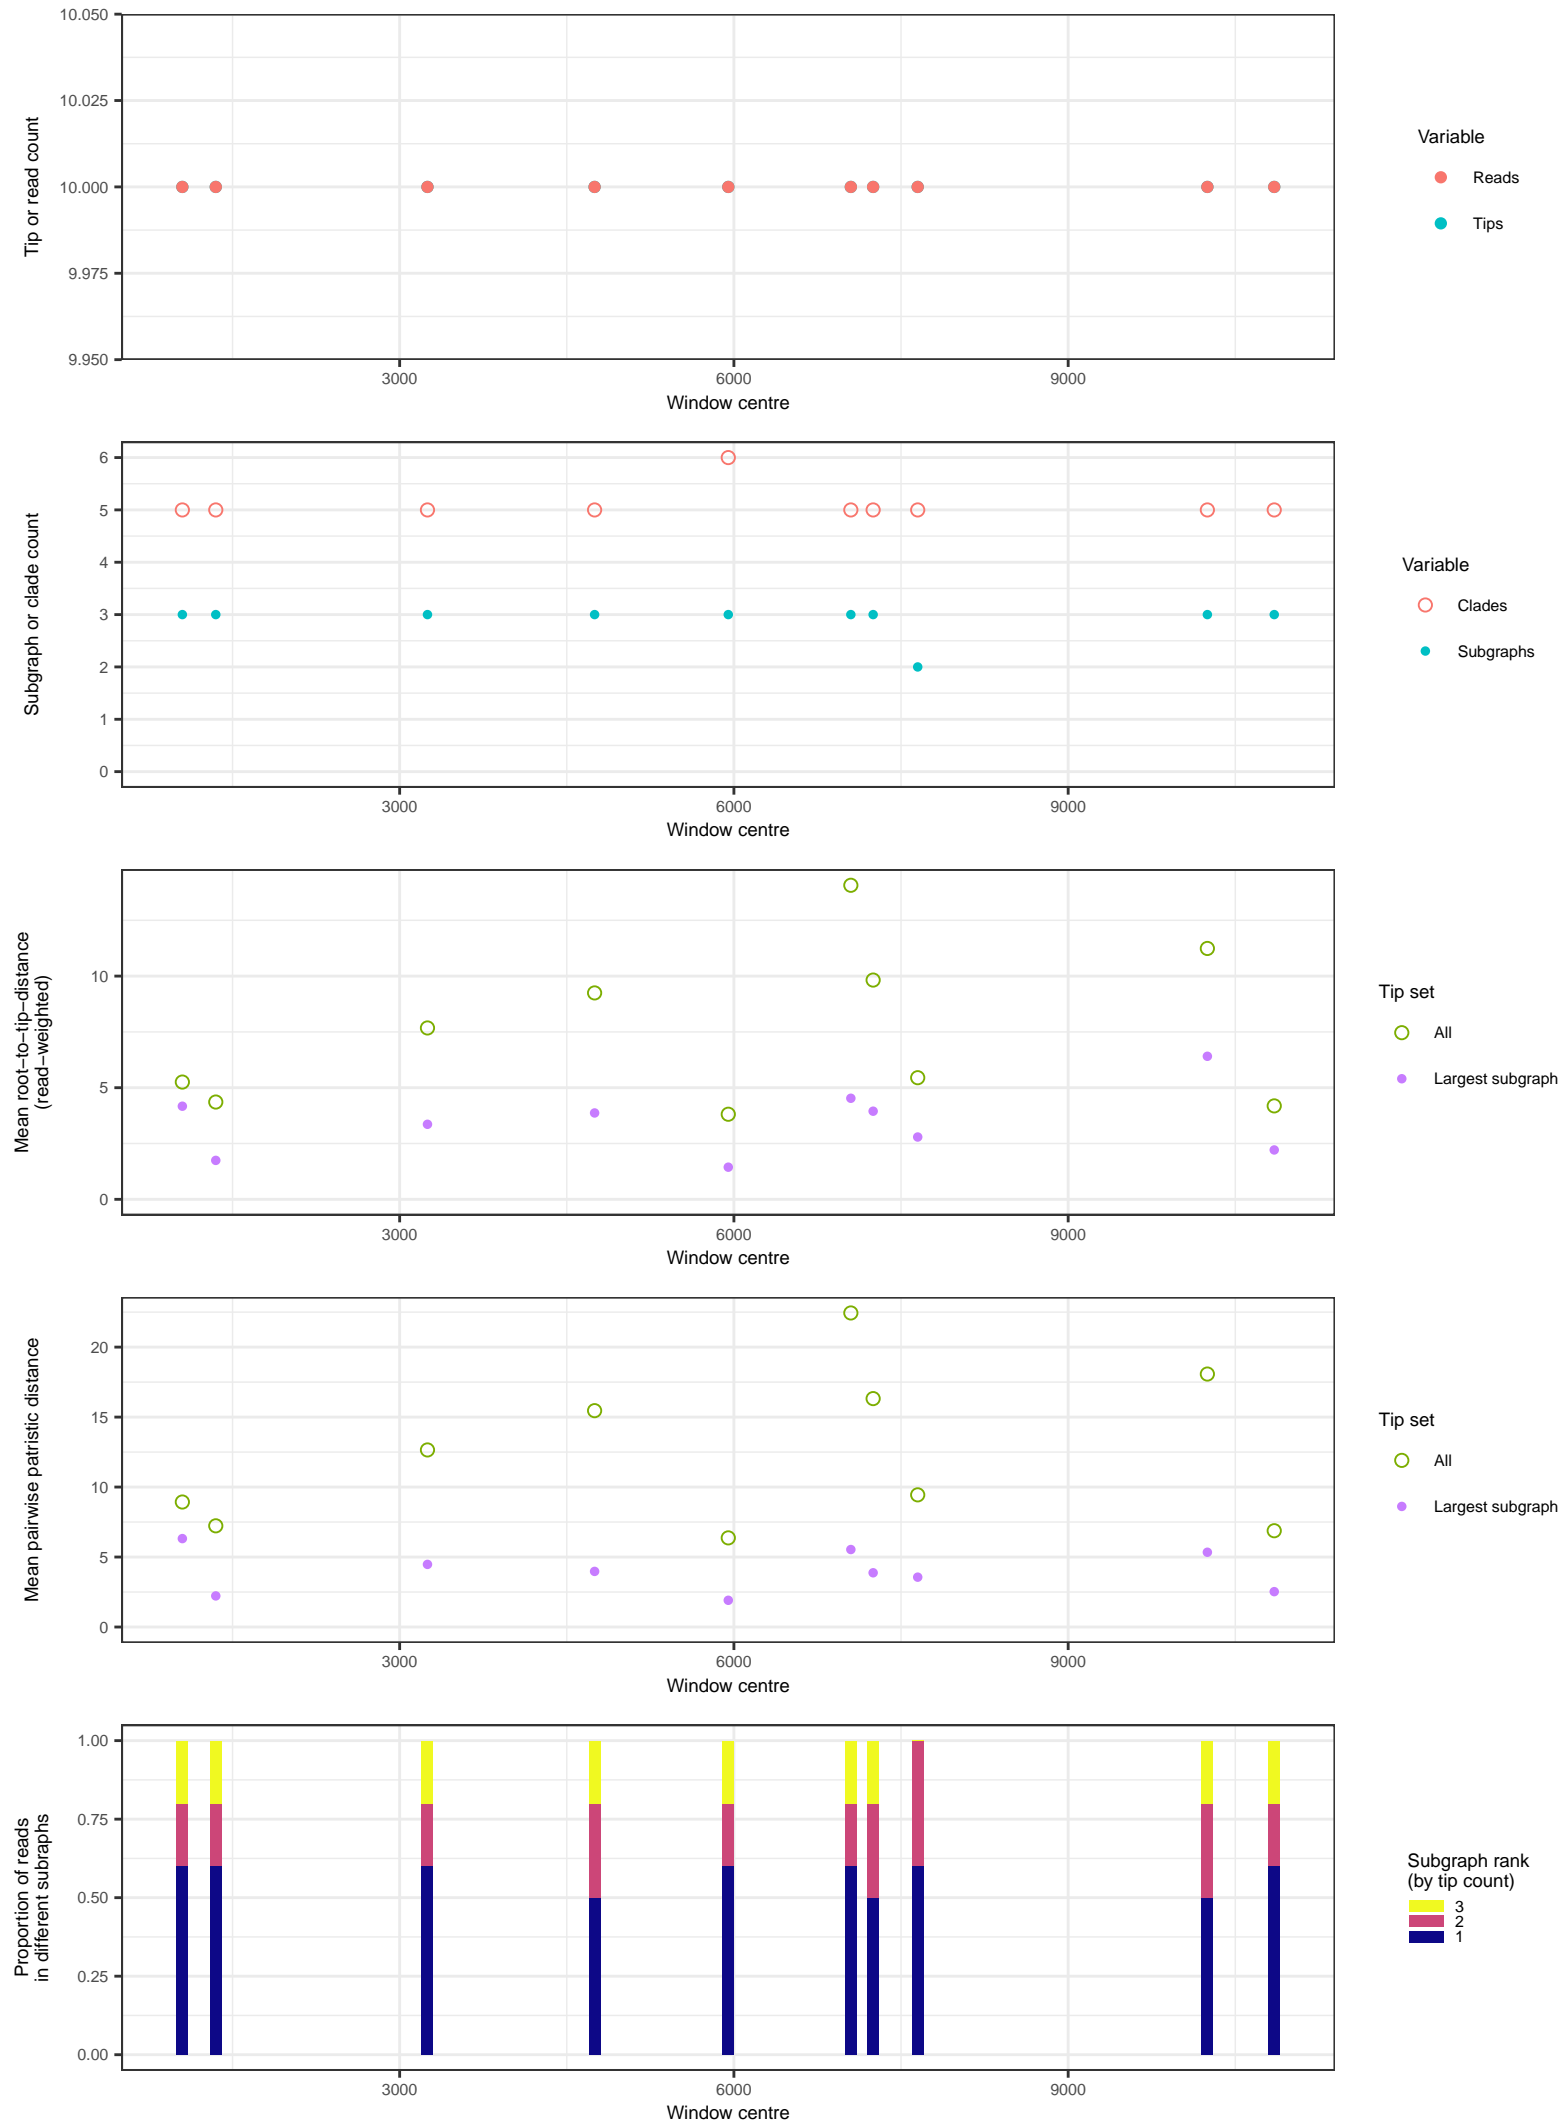 10.050
10.025
10.000
9.975
9.950
Tip or read count
3000
6000
9000
Window centre
Variable
Reads
Tips
6
5
4
3
2
1
0
Subgraph or clade count
3000
6000
9000
Window centre
Variable
Clades
Subgraphs
10
5
0
Mean root−to−tip−distance
(read−weighted)
3000
6000
9000
Window centre
Tip set
All
Largest subgraph
20
15
10
5
0
Mean pairwise patristic distance
3000
6000
9000
Window centre
Tip set
All
Largest subgraph
1.00
0.75
0.50
0.25
0.00
Proportion of reads
in different subraphs
3000
6000
9000
Window centre
Subgraph rank
(by tip count)
3
2
1